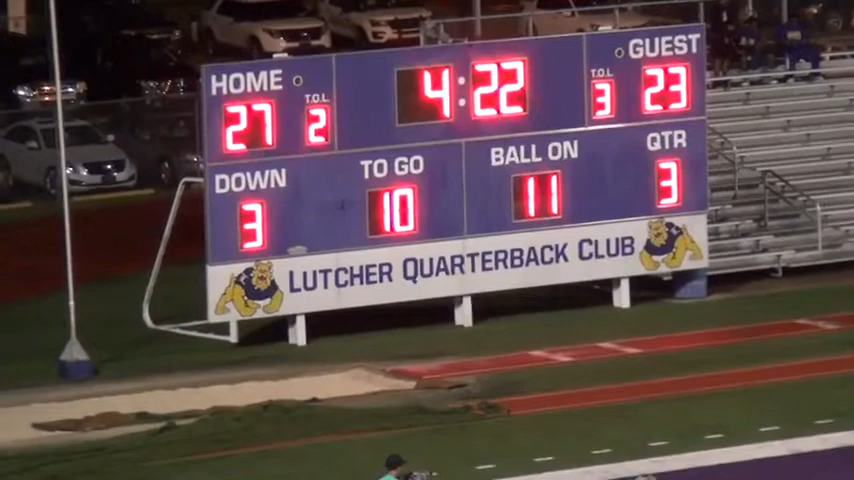 HOME 4:22 GUEST
T.O.L T.O.L
27 2 3 23
DOWN TO GO BALL ON QTR
3 10 11 3
LUTCHER QUARTERBACK CLUB